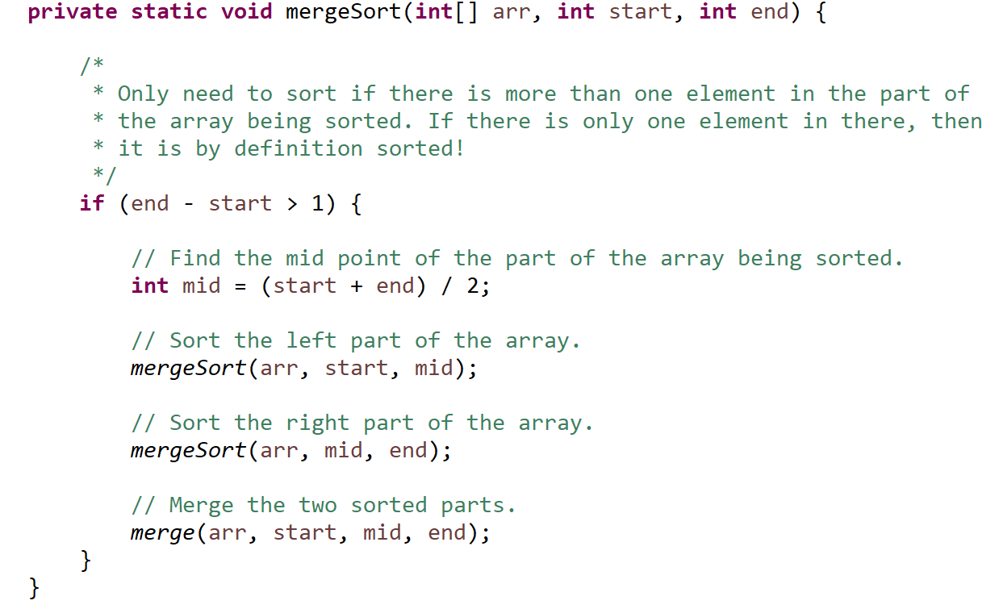 private static void mergeSort(int[] arr, int start, int end) {
/*
* Only need to sort if there is more than one element in the part of
* the array being sorted. If there is only one element in there, then
* it is by definition sorted!
*/
if (end - start > 1) {
// Find the mid point of the part of the array being sorted.
int mid = (start + end) / 2;
// Sort the left part of the array.
mergeSort(arr, start, mid);
// Sort the right part of the array.
mergeSort(arr, mid, end);
// Merge the two sorted parts.
merge(arr, start, mid, end);
}
}